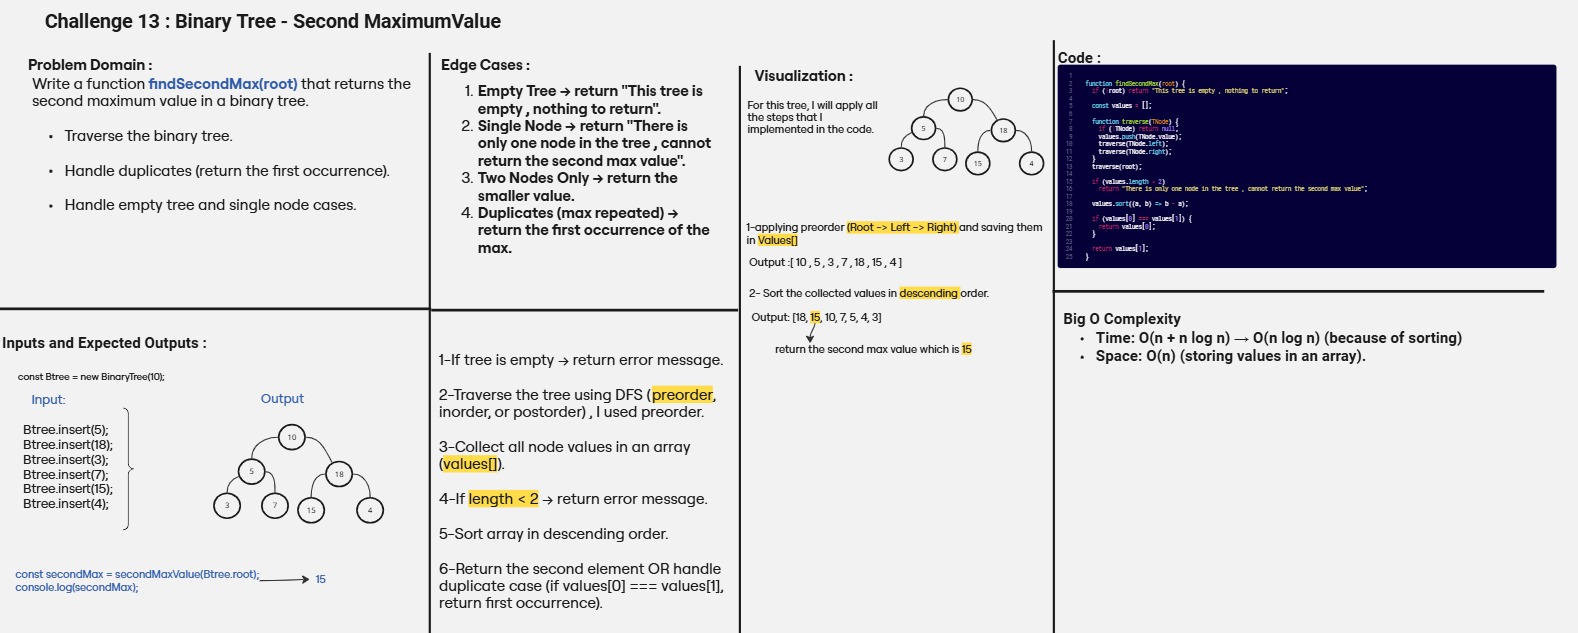 Challenge 13 : Binary Tree - Second MaximumValue
Problem Domain :
Write a function findSecondMax(root) that returns the
second maximum value in a binary tree.
• Traverse the binary tree.
• Handle duplicates (return the first occurrence).
• Handle empty tree and single node cases.
Inputs and Expected Outputs :
const Btree = new BinaryTree(10);
Input:
Output
Btree.insert(5);
Btree.insert(18);
Btree.insert(3);
Btree.insert(7);
Btree.insert(15);
Btree.insert(4);
10
5
18
3
7
15
4
const secondMax = secondMaxValue(Btree.root);
15
console.log(secondMax);
Edge Cases :
1. Empty Tree → return "This tree is
empty , nothing to return".
2. Single Node → return "There is
only one node in the tree , cannot
return the second max value".
3. Two Nodes Only → return the
smaller value.
4. Duplicates (max repeated) →
return the first occurrence of the
max.
1-If tree is empty → return error message.
2-Traverse the tree using DFS (preorder,
inorder, or postorder) , I used preorder.
3-Collect all node values in an array
(values[]).
4-If length < 2 → return error message.
5-Sort array in descending order.
6-Return the second element OR handle
duplicate case (if values[0] === values[1],
return first occurrence).
Visualization :
For this tree, I will apply all
the steps that I
implemented in the code.
10
5
18
3
7
15
4
1-applying preorder (Root -> Left -> Right) and saving them
in Values[]
Output :[ 10 , 5 , 3 , 7 , 18 , 15 , 4 ]
2- Sort the collected values in descending order.
Output: [18, 15, 10, 7, 5, 4, 3]
return the second max value which is 15
Code :
1
2 function findSecondMax(root) {
3 if (!root) return "This tree is empty , nothing to return";
4
5 const values = [];
6
7 function traverse(TNode) {
8 if (!TNode) return null;
9 values.push(TNode.value);
10 traverse(TNode.left);
11 traverse(TNode.right);
12 }
13 traverse(root);
14
15 if (values.length < 2)
16 return "There is only one node in the tree , cannot return the second max value";
17
18 values.sort((a, b) => b - a);
19
20 if (values[0] === values[1]) {
21 return values[0];
22 }
23
24 return values[1];
25 }
Big O Complexity
• Time: O(n + n log n) → O(n log n) (because of sorting)
• Space: O(n) (storing values in an array).